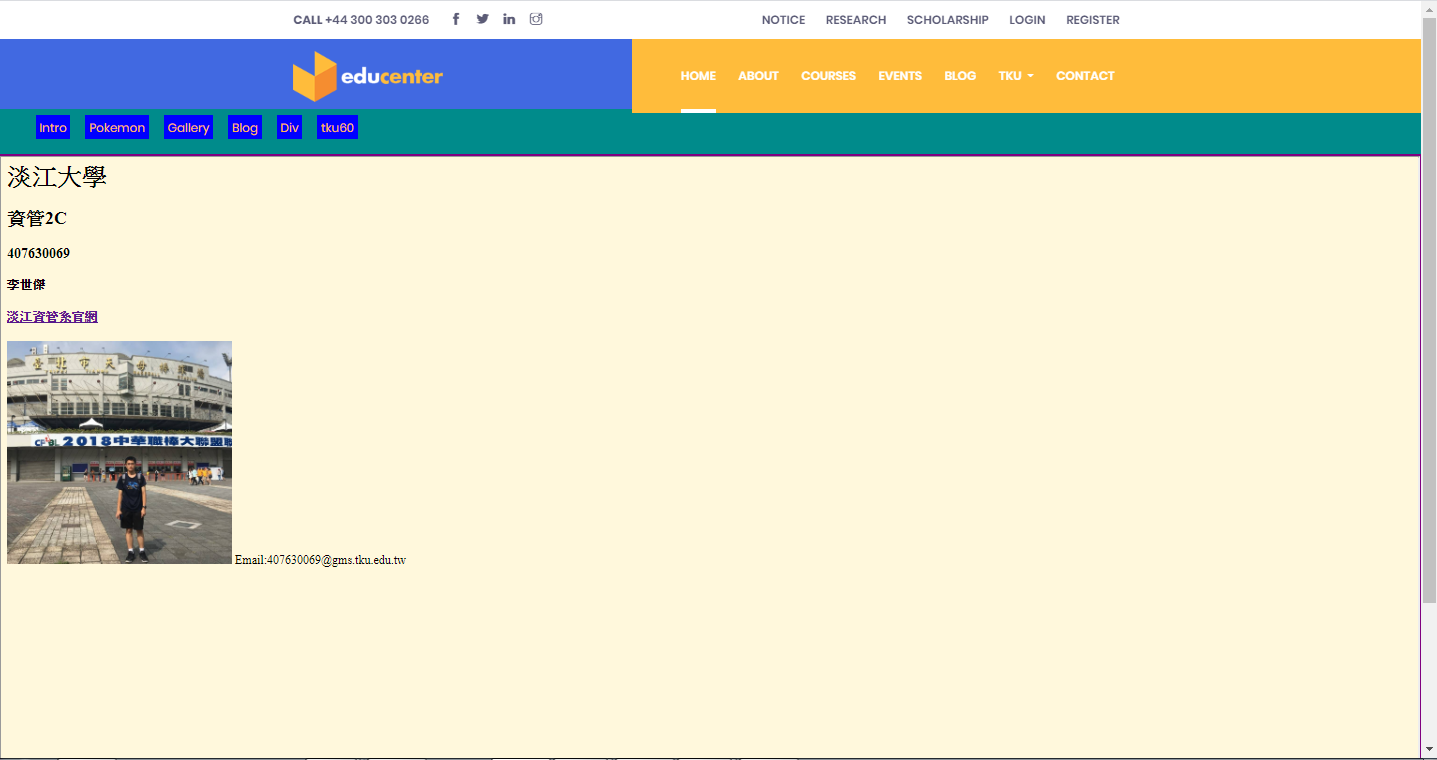 CALL +44 300 303 0266 NOTICE RESEARCH SCHOLARSHIP LOGIN REGISTER
educenter HOME ABOUT COURSES EVENTS BLOG TKU CONTACT
Intro Pokemon Gallery Blog Div tku60
淡江大學
資管2C
407630069
李世傑
淡江資管系官網
臺北市天母棒球場
CPBL 2018中華職棒大聯盟
Email:407630069@gms.tku.edu.tw